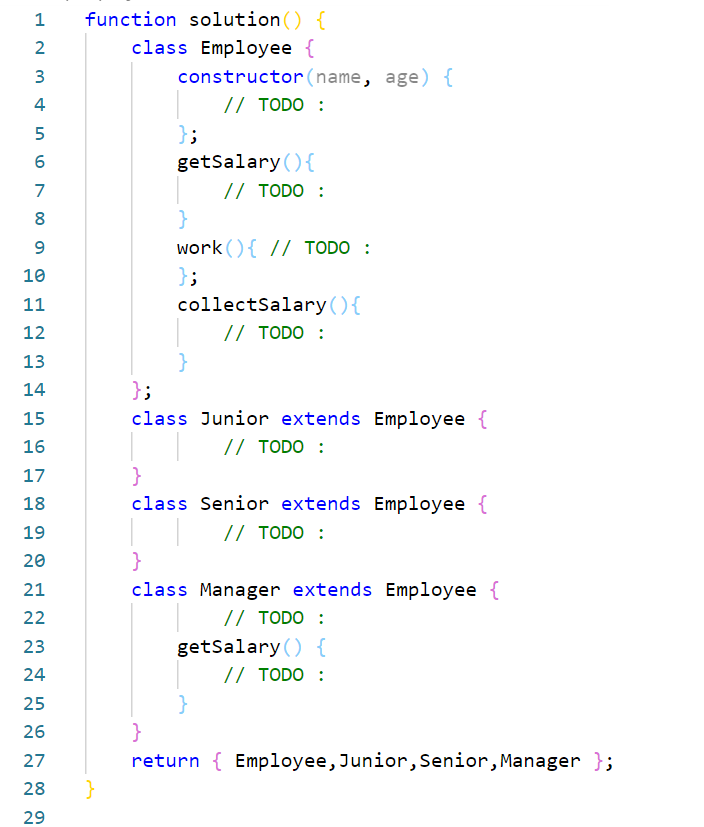 1 function solution() {
2 class Employee {
3 constructor(name, age) {
4 // TODO :
5 };
6 getSalary(){
7 // TODO :
8 }
9 work(){ // TODO :
10 };
11 collectSalary(){
12 // TODO :
13 }
14 };
15 class Junior extends Employee {
16 // TODO :
17 }
18 class Senior extends Employee {
19 // TODO :
20 }
21 class Manager extends Employee {
22 // TODO :
23 getSalary() {
24 // TODO :
25 }
26 }
27 return { Employee,Junior,Senior,Manager };
28 }
29